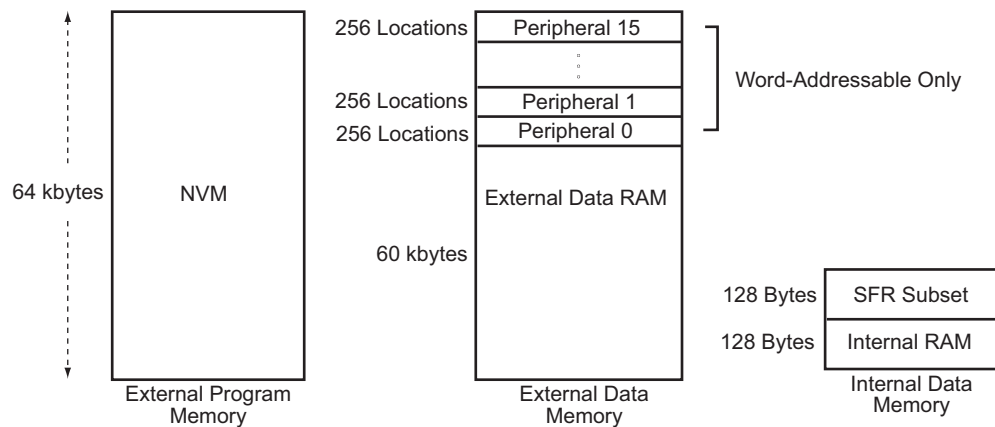 256 Locations
Peripheral 15
256 Locations
Peripheral 1
Word-Addressable Only
256 Locations
Peripheral 0
64 kbytes
NVM
External Data RAM
60 kbytes
128 Bytes
SFR Subset
128 Bytes
Internal RAM
External Program
Memory
External Data
Memory
Internal Data
Memory